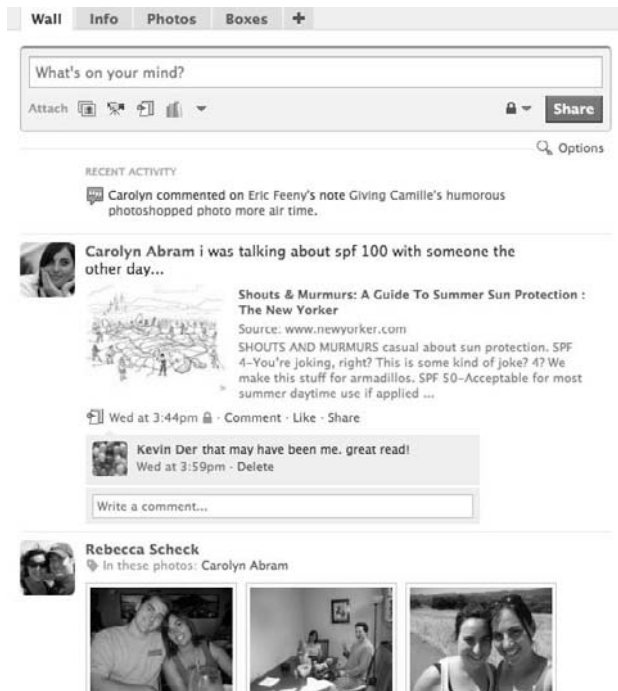 Wall Info Photos Boxes +
What's on your mind?
Attach Share
Options
RECENT ACTIVITY
Carolyn commented on Eric Feeny's note Giving Camille's humorous
photoshopped photo more air time.
Carolyn Abram i was talking about spf 100 with someone the
other day...
Shouts & Murmurs: A Guide To Summer Sun Protection :
The New Yorker
Source: www.newyorker.com
SHOUTS AND MURMURS casual about sun protection. SPF
4–You're joking, right? This is some kind of joke? 4? We
make this stuff for armadillos. SPF 50–Acceptable for most
summer daytime use if applied ...
Wed at 3:44pm · Comment · Like · Share
Kevin Der that may have been me. great read!
Wed at 3:59pm · Delete
Write a comment...
Rebecca Scheck
In these photos: Carolyn Abram